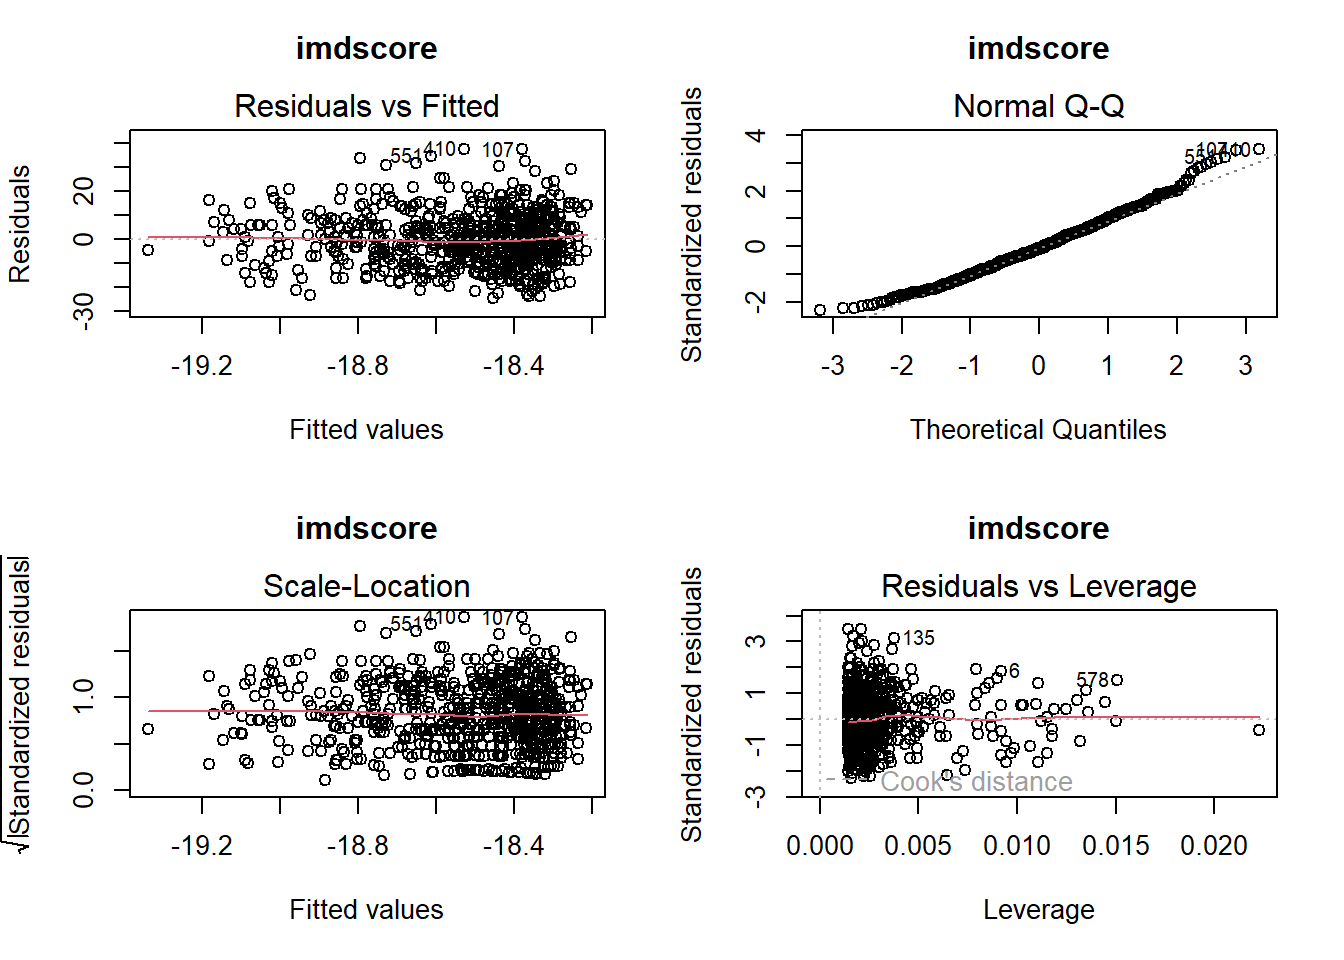 imdscore
Residuals vs Fitted
Residuals
-30 0 20
551 410 107
-19.2 -18.8 -18.4
Fitted values
imdscore
Normal Q-Q
Standardized residuals
-2 0 2 4
551 107 410
-3 -2 -1 0 1 2 3
Theoretical Quantiles
imdscore
Scale-Location
√|Standardized residuals|
0.0 1.0
551 410 107
-19.2 -18.8 -18.4
Fitted values
imdscore
Residuals vs Leverage
Standardized residuals
-3 -1 1 3
135
6
578
Cook's distance
0.000 0.005 0.010 0.015 0.020
Leverage